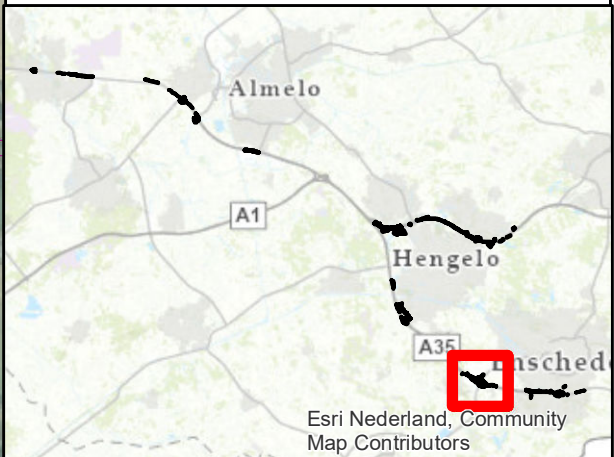 Almelo
A1
Hengelo
A35
Enschede
Esri Nederland, Community
Map Contributors